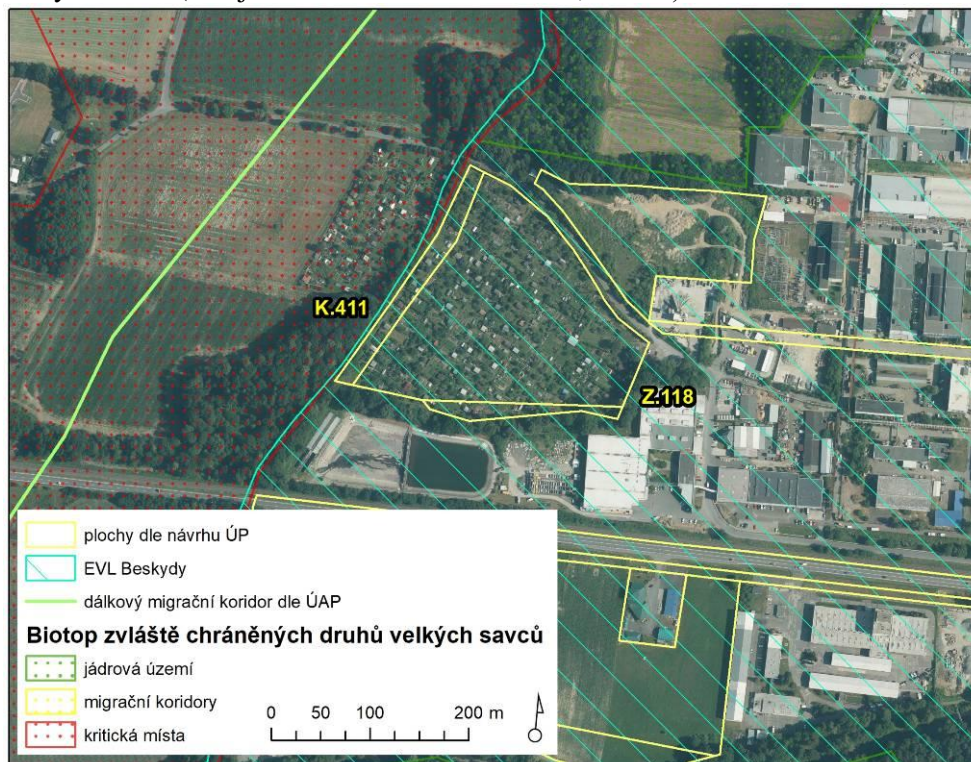 K.411
Z.118
plochy dle návrhu ÚP
EVL Beskydy
dálkový migrační koridor dle ÚAP
Biotop zvláště chráněných druhů velkých savců
jádrová území
migrační koridory
kritická místa
0 50 100 200 m